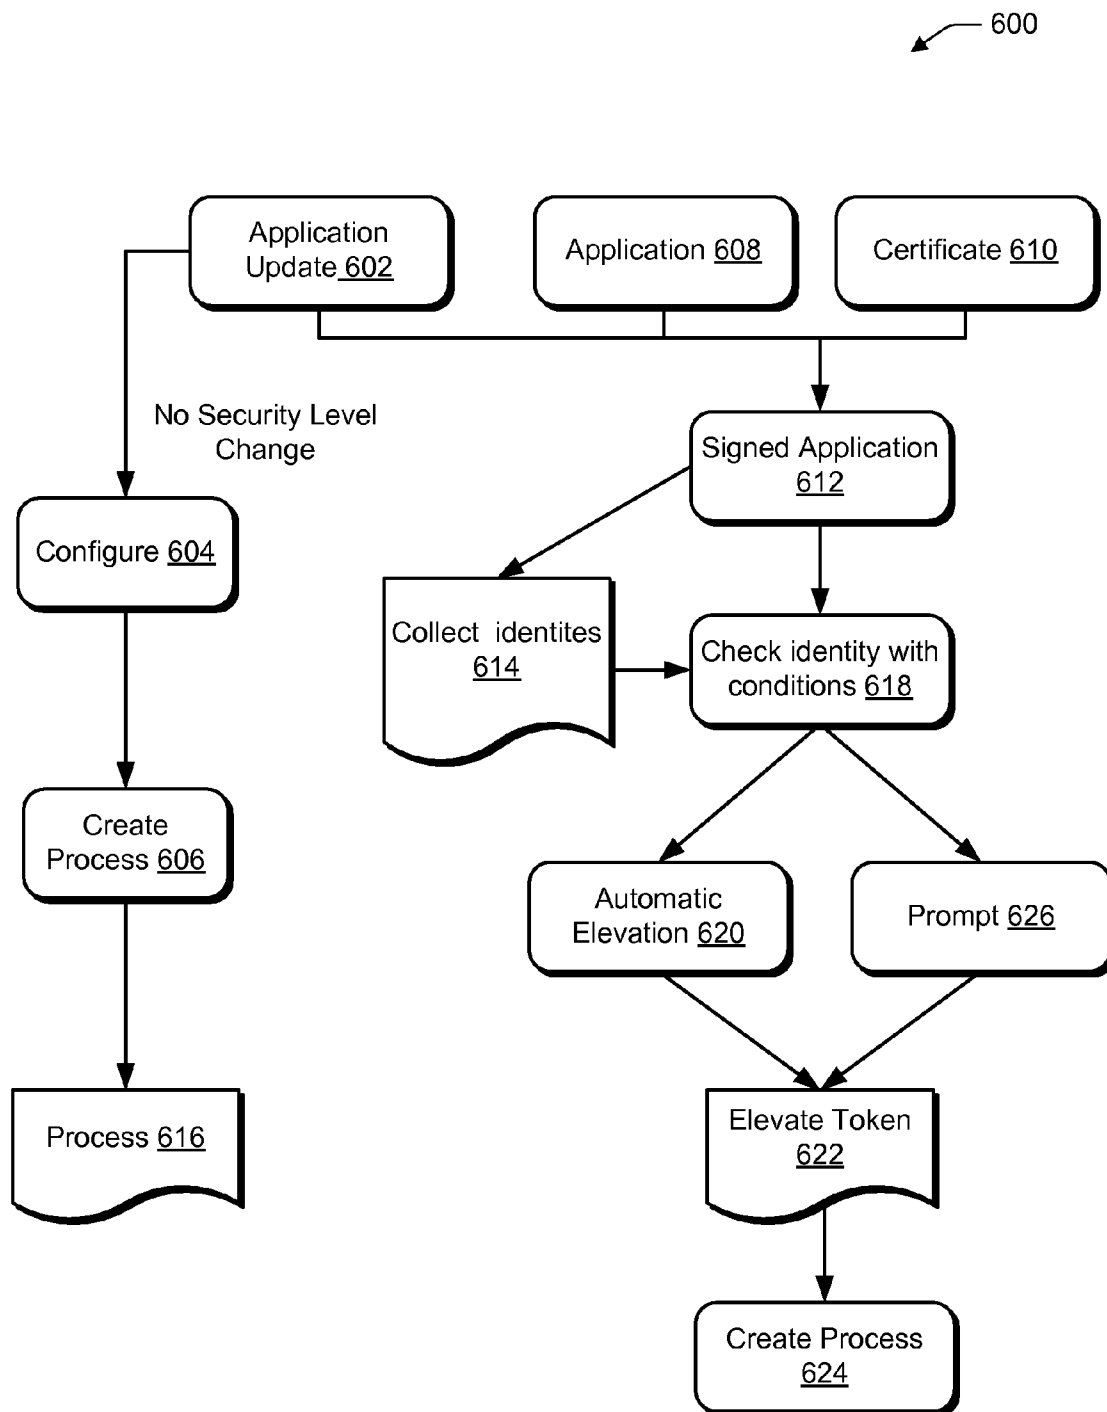 600
Application
Update 602
Application 608
Certificate 610
No Security Level
Change
Signed Application
612
Configure 604
Collect identites
614
Check identity with
conditions 618
Create
Process 606
Automatic
Elevation 620
Prompt 626
Process 616
Elevate Token
622
Create Process
624